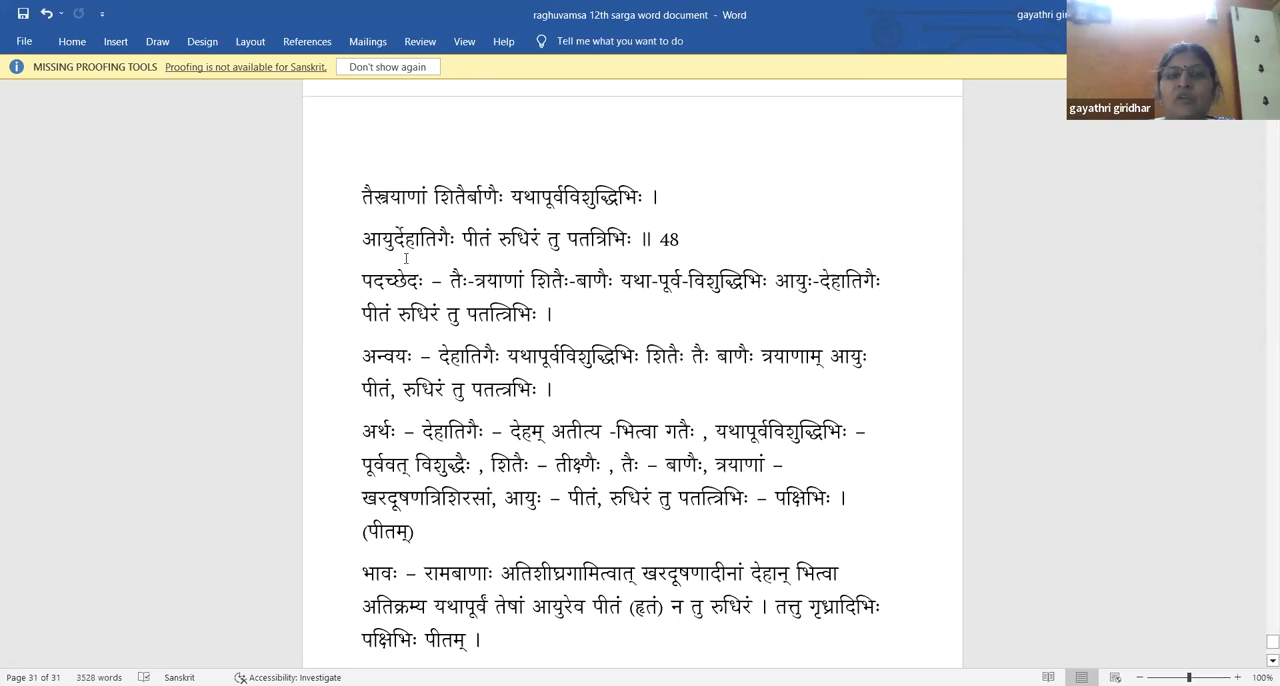 raghuvamsa 12th sarga word document - Word
gayathri giri
File Home Insert Draw Design Layout References Mailings Review View Help Tell me what you want to do
MISSING PROOFING TOOLS Proofing is not available for Sanskrit. Don't show again
gayathri giridhar
तैस्त्रयाणां शितैर्बाणैः यथापूर्वविशुद्धिभिः ।
आयुर्देहातिगैः पीतं रुधिरं तु पतत्रिभिः ॥ 48
पदच्छेदः – तैः-त्रयाणां शितैः-बाणैः यथा-पूर्व-विशुद्धिभिः आयुः-देहातिगैः
पीतं रुधिरं तु पतत्त्रिभिः ।
अन्वयः – देहातिगैः यथापूर्वविशुद्धिभिः शितैः तैः बाणैः त्रयाणाम् आयुः
पीतं, रुधिरं तु पतत्त्रभिः ।
अर्थः – देहातिगैः – देहम् अतीत्य -भित्वा गतैः , यथापूर्वविशुद्धिभिः –
पूर्ववत् विशुद्धैः , शितैः – तीक्ष्णैः , तैः – बाणैः, त्रयाणां –
खरदूषणत्रिशिरसां, आयुः – पीतं, रुधिरं तु पतत्त्रिभिः – पक्षिभिः ।
(पीतम्)
भावः – रामबाणाः अतिशीघ्रगामित्वात् खरदूषणादीनां देहान् भित्वा
अतिक्रम्य यथापूर्वं तेषां आयुरेव पीतं (हृतं) न तु रुधिरं । तत्तु गृध्रादिभिः
पक्षिभिः पीतम् ।
Page 31 of 31 3528 words Sanskrit Accessibility: Investigate 100%